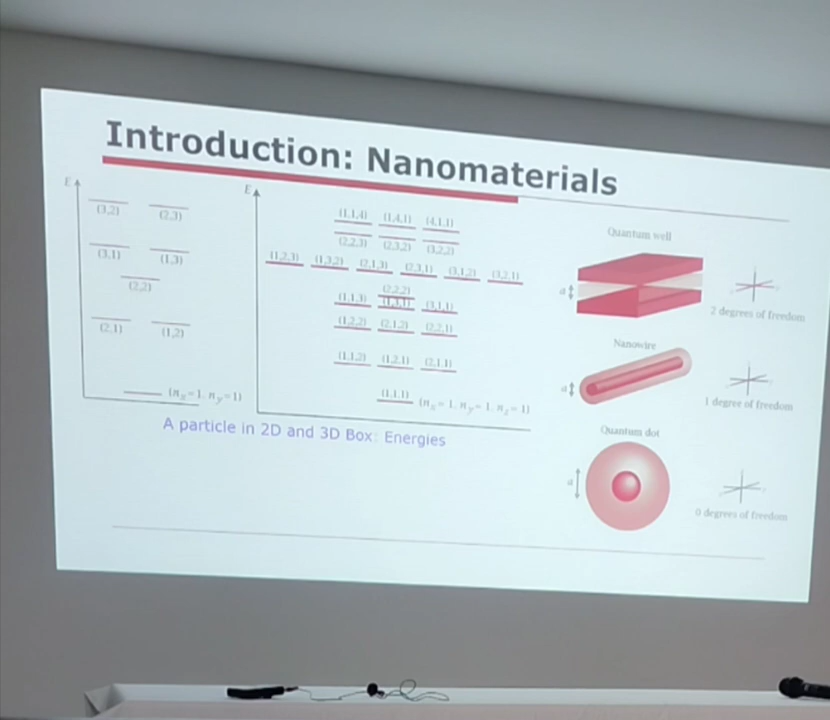 Introduction: Nanomaterials
E
(3,2) (2,3)
(3,1) (1,3)
(2,2)
(2,1) (1,2)
(nx=1, ny=1)
E
(1,1,4) (1,4,1) (4,1,1)
(2,2,3) (2,3,2) (3,2,2)
(1,2,3) (1,3,2) (2,1,3) (2,3,1) (3,1,2) (3,2,1)
(2,2,2)
(1,1,3) (1,3,1) (3,1,1)
(1,2,2) (2,1,2) (2,2,1)
(1,1,2) (1,2,1) (2,1,1)
(1,1,1) (nx= 1, ny= 1, nz= 1)
A particle in 2D and 3D Box: Energies
Quantum well
a
2 degrees of freedom
Nanowire
a
1 degree of freedom
Quantum dot
a
0 degrees of freedom